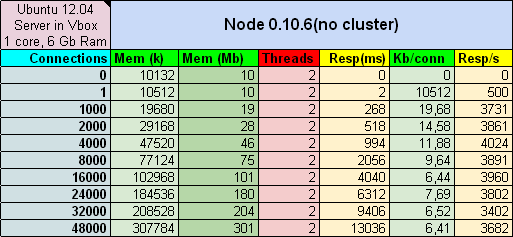 Ubuntu 12.04
Server in Vbox
1 core, 6 Gb Ram
Node 0.10.6(no cluster)
Connections Mem (k) Mem (Mb) Threads Resp(ms) Kb/conn Resp/s
0 10132 10 2 0 0 0
1 10512 10 2 2 10512 500
1000 19680 19 2 268 19,68 3731
2000 29168 28 2 518 14,58 3861
4000 47520 46 2 994 11,88 4024
8000 77124 75 2 2056 9,64 3891
16000 102968 101 2 4040 6,44 3960
24000 184536 180 2 6312 7,69 3802
32000 208528 204 2 9406 6,52 3402
48000 307784 301 2 13036 6,41 3682